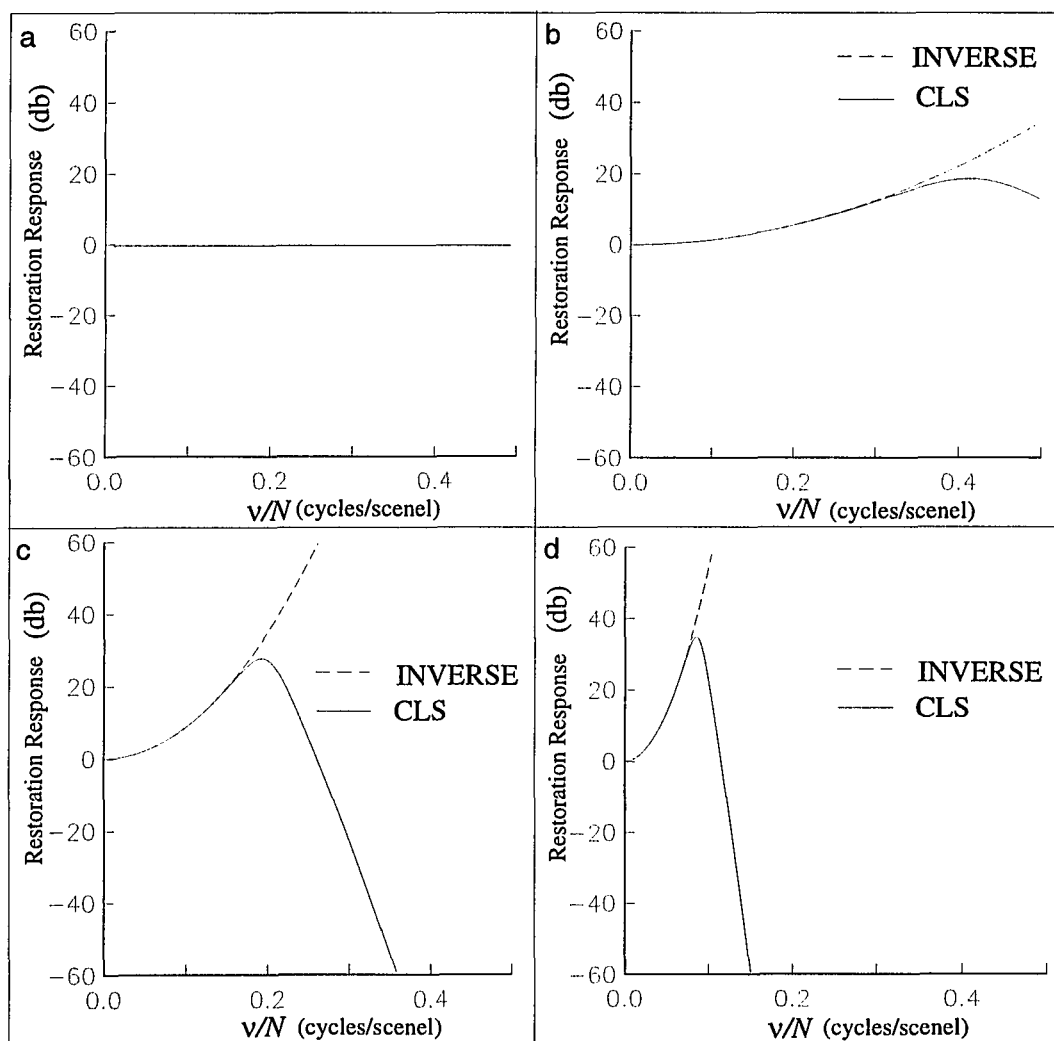 a
60
40
20
0
−20
−40
−60
Restoration Response (db)
0.0 0.2 0.4
ν/N (cycles/scenel)
b
60
40
20
0
−20
−40
−60
Restoration Response (db)
INVERSE
CLS
0.0 0.2 0.4
ν/N (cycles/scenel)
c
60
40
20
0
−20
−40
−60
Restoration Response (db)
INVERSE
CLS
0.0 0.2 0.4
ν/N (cycles/scenel)
d
60
40
20
0
−20
−40
−60
Restoration Response (db)
INVERSE
CLS
0.0 0.2 0.4
ν/N (cycles/scenel)